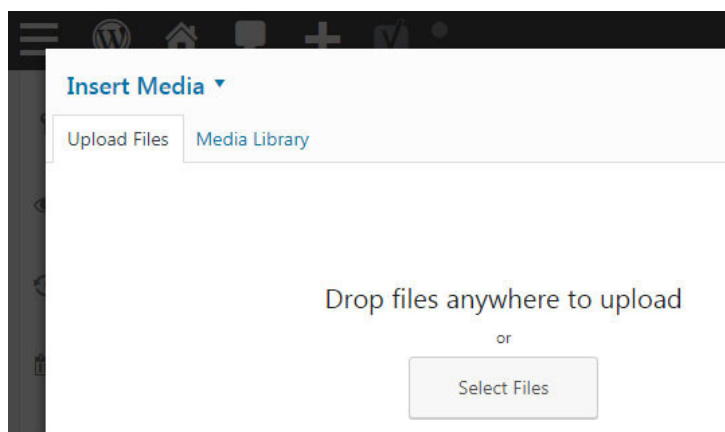 Insert Media
Upload Files
Media Library
Drop files anywhere to upload
or
Select Files